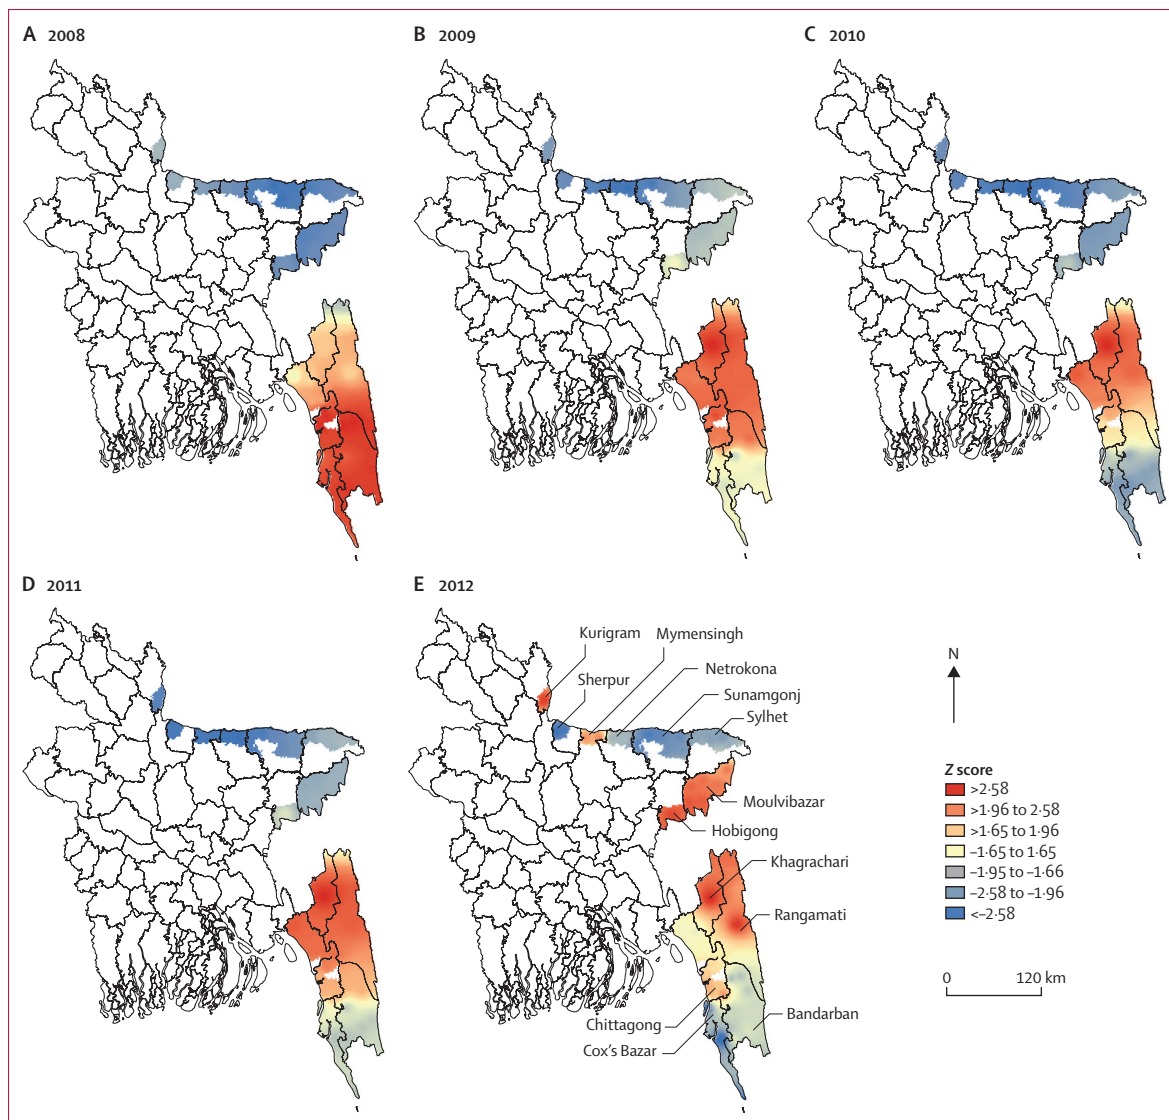 A 2008
B 2009
C 2010
D 2011
E 2012
Kurigram
Mymensingh
Sherpur
Netrokona
Sunamgonj
Sylhet
Moulvibazar
Hobigong
Khagrachari
Rangamati
Bandarban
Chittagong
Cox's Bazar
N
Z score
>2·58
>1·96 to 2·58
>1·65 to 1·96
–1·65 to 1·65
–1·95 to –1·66
–2·58 to –1·96
<–2·58
0 120 km